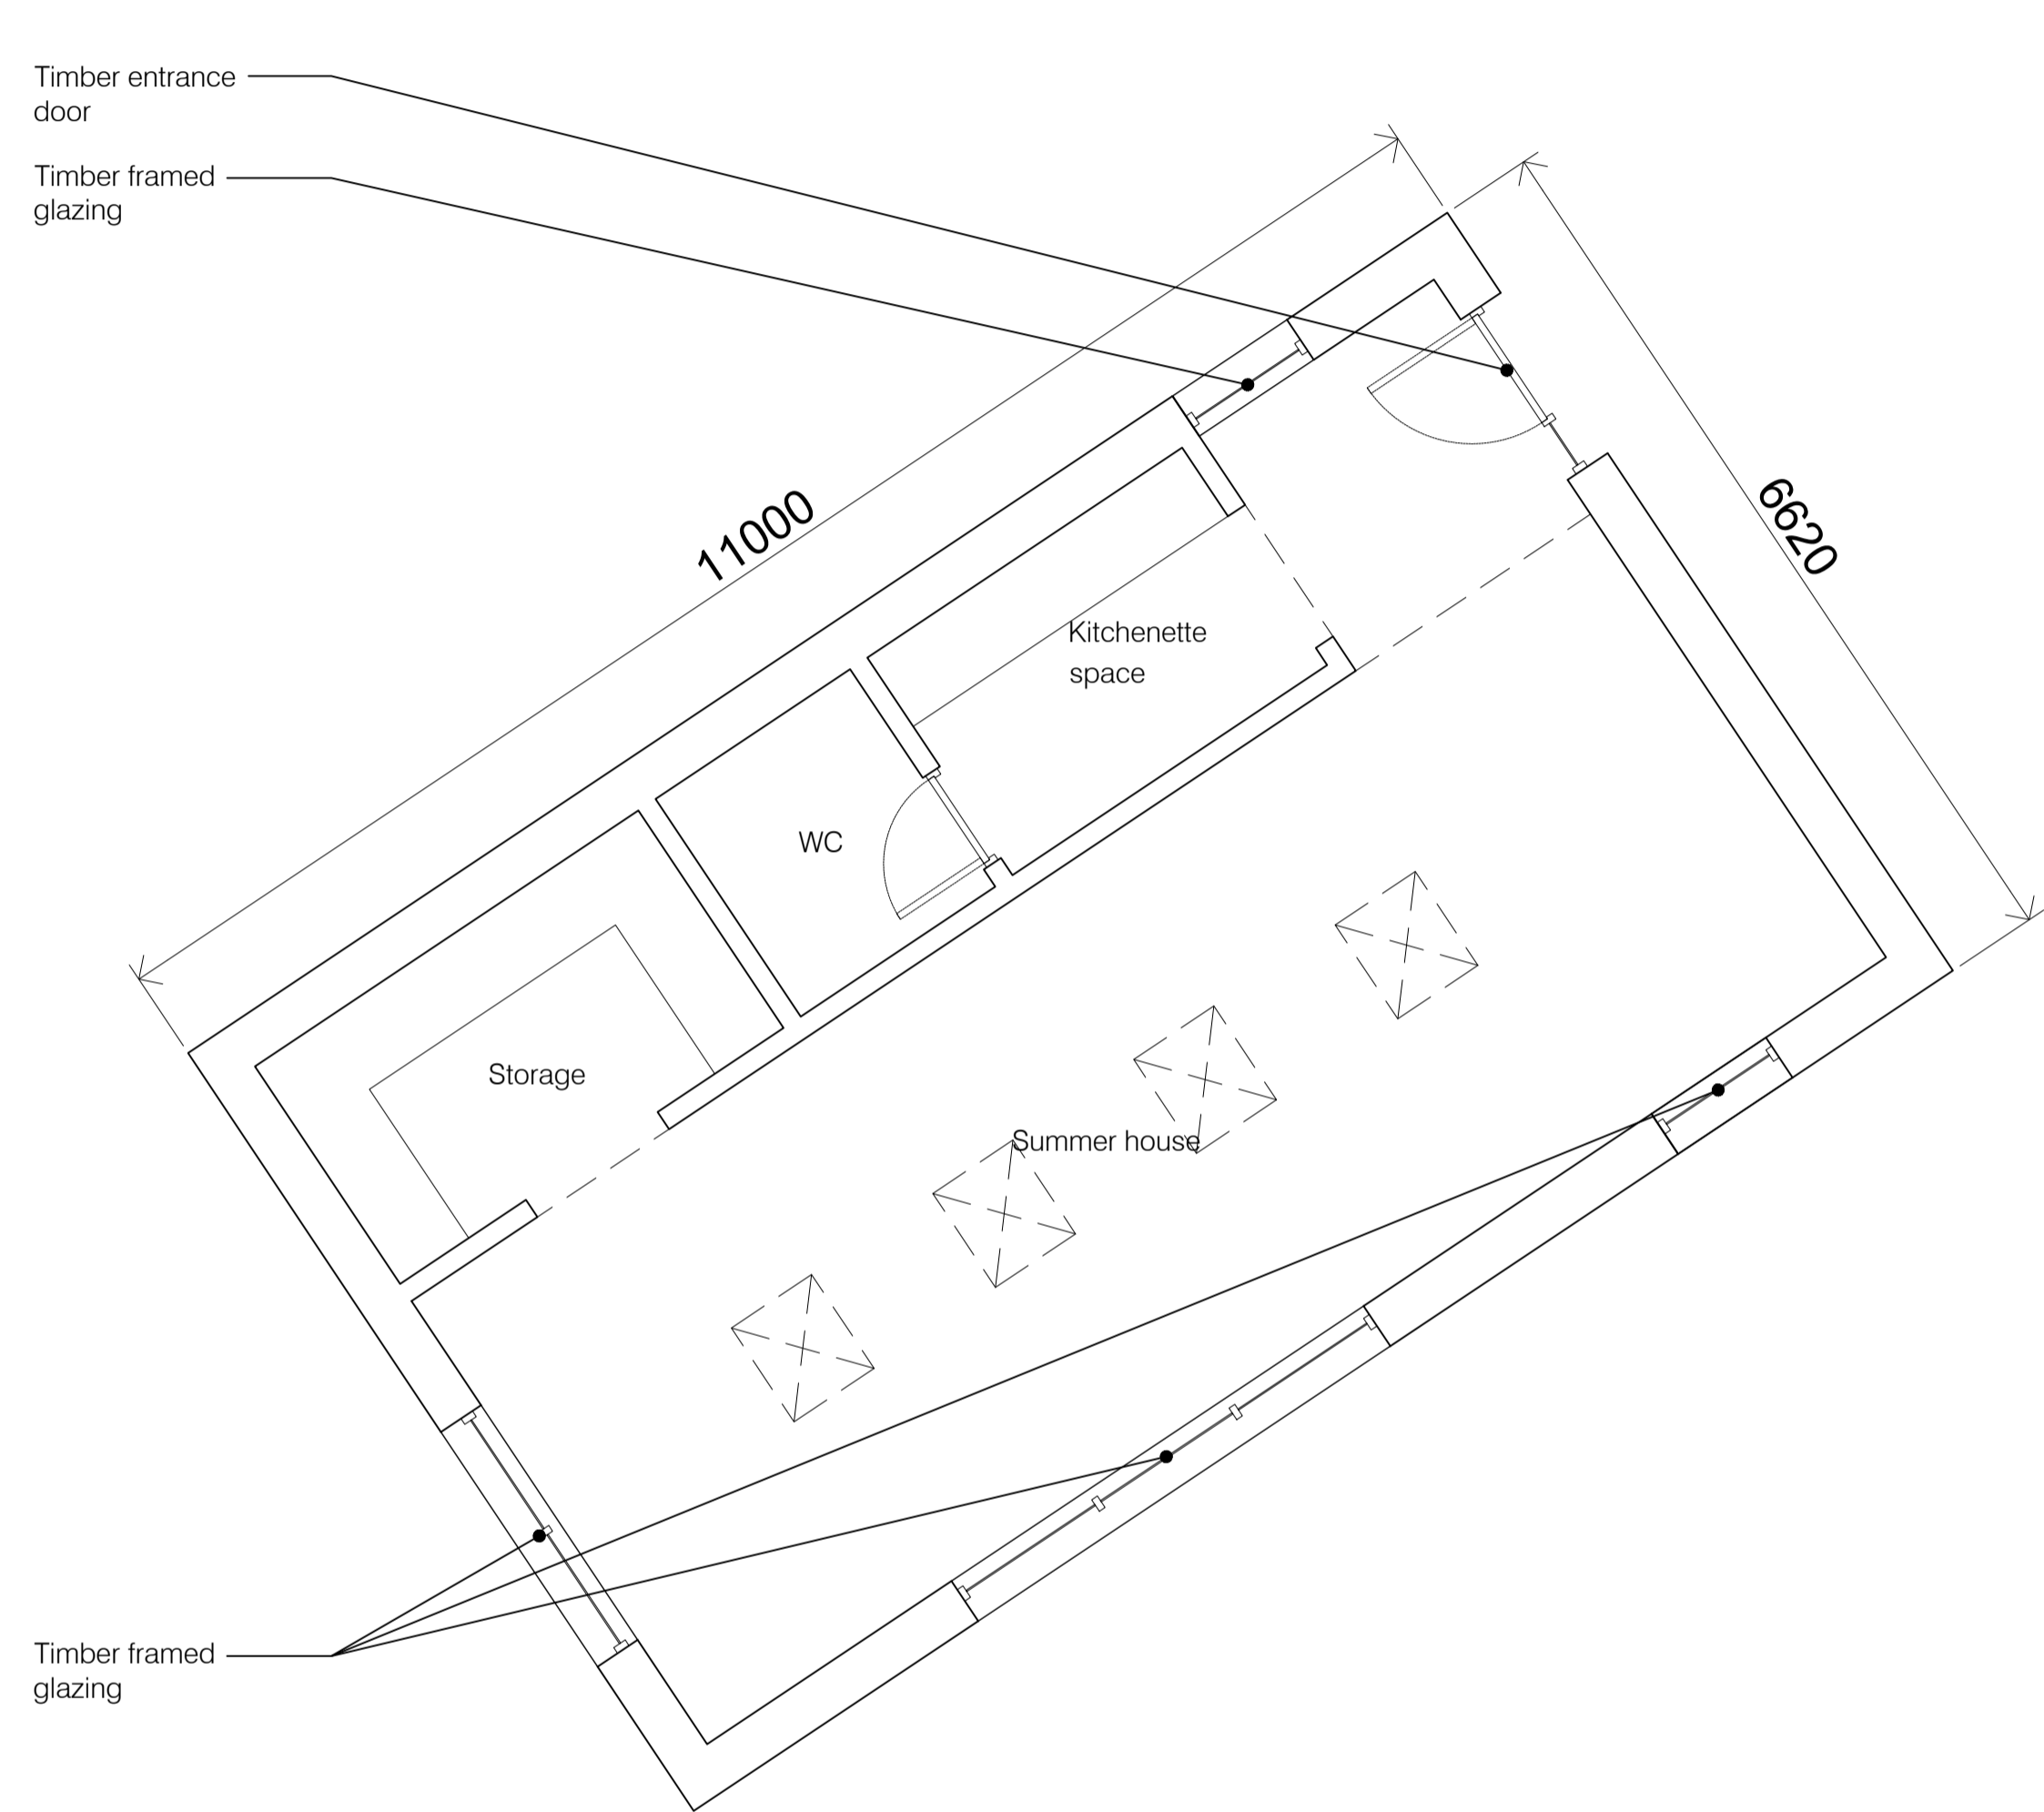 Timber entrance
door
Timber framed
glazing
11000
6620
Kitchenette
space
WC
Storage
Summer house
Timber framed
glazing